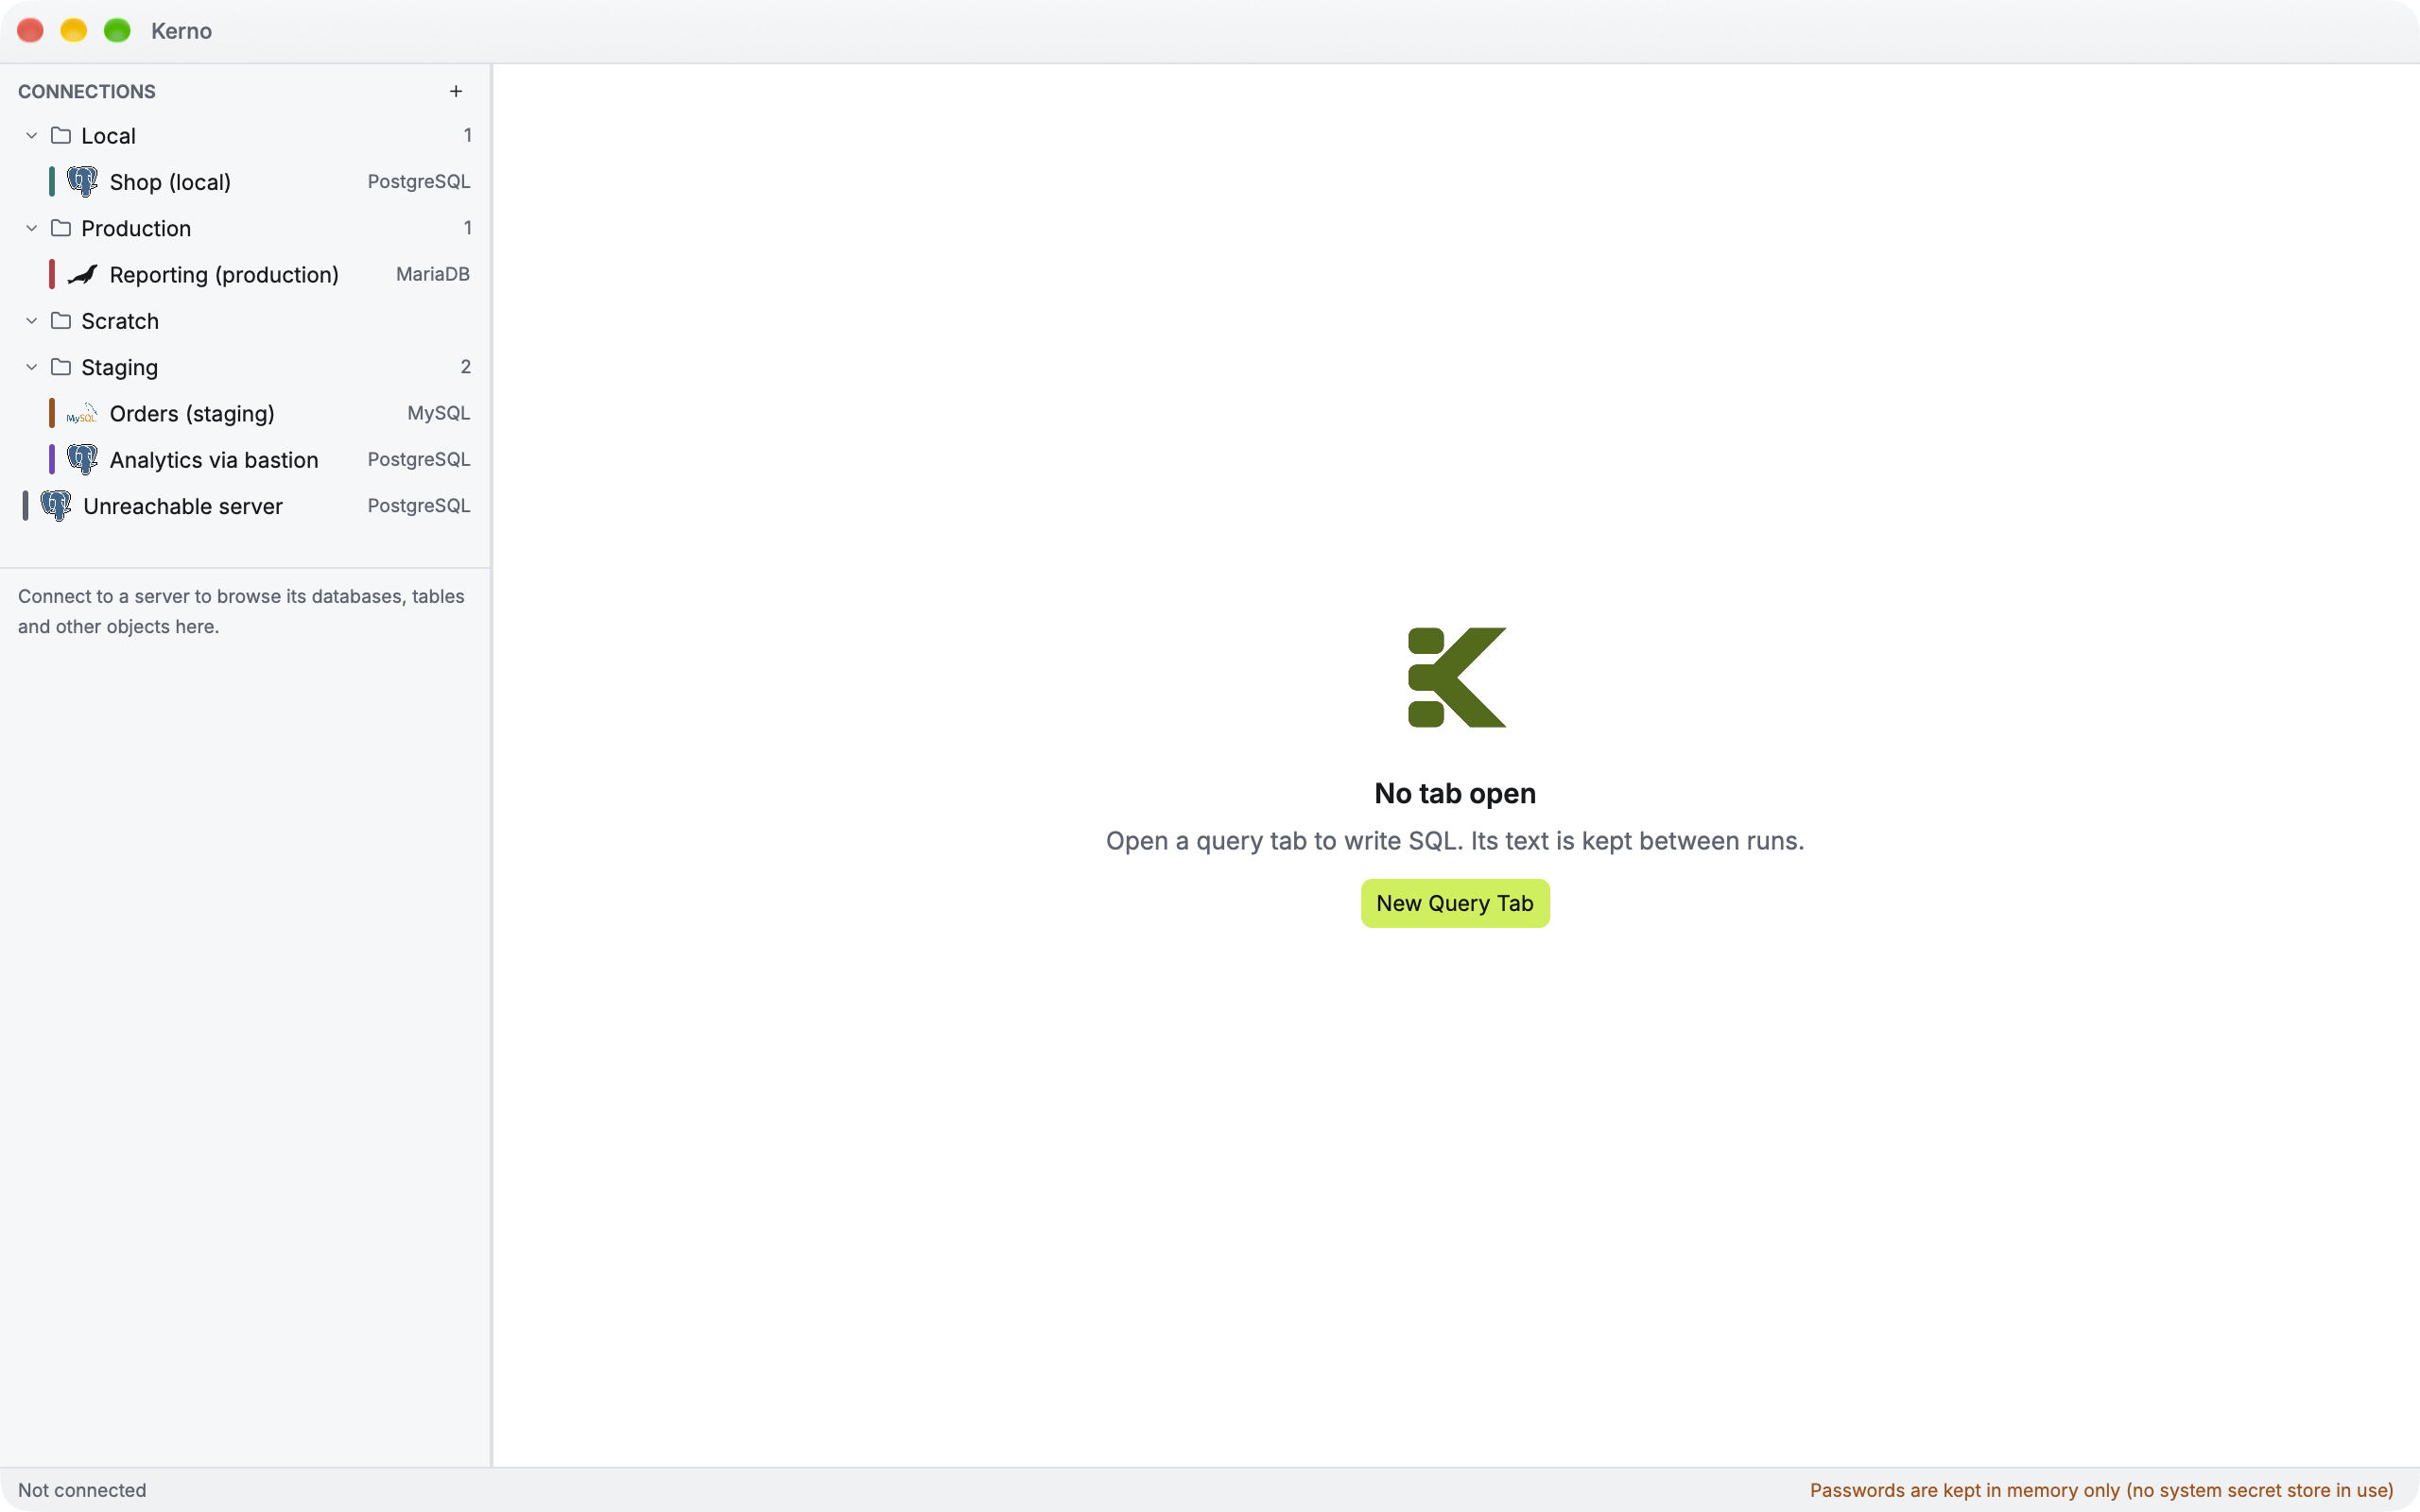 Kerno
CONNECTIONS
Local 1
Shop (local) PostgreSQL
Production 1
Reporting (production) MariaDB
Scratch
Staging 2
MySQL Orders (staging) MySQL
Analytics via bastion PostgreSQL
Unreachable server PostgreSQL
Connect to a server to browse its databases, tables
and other objects here.
No tab open
Open a query tab to write SQL. Its text is kept between runs.
New Query Tab
Not connected
Passwords are kept in memory only (no system secret store in use)